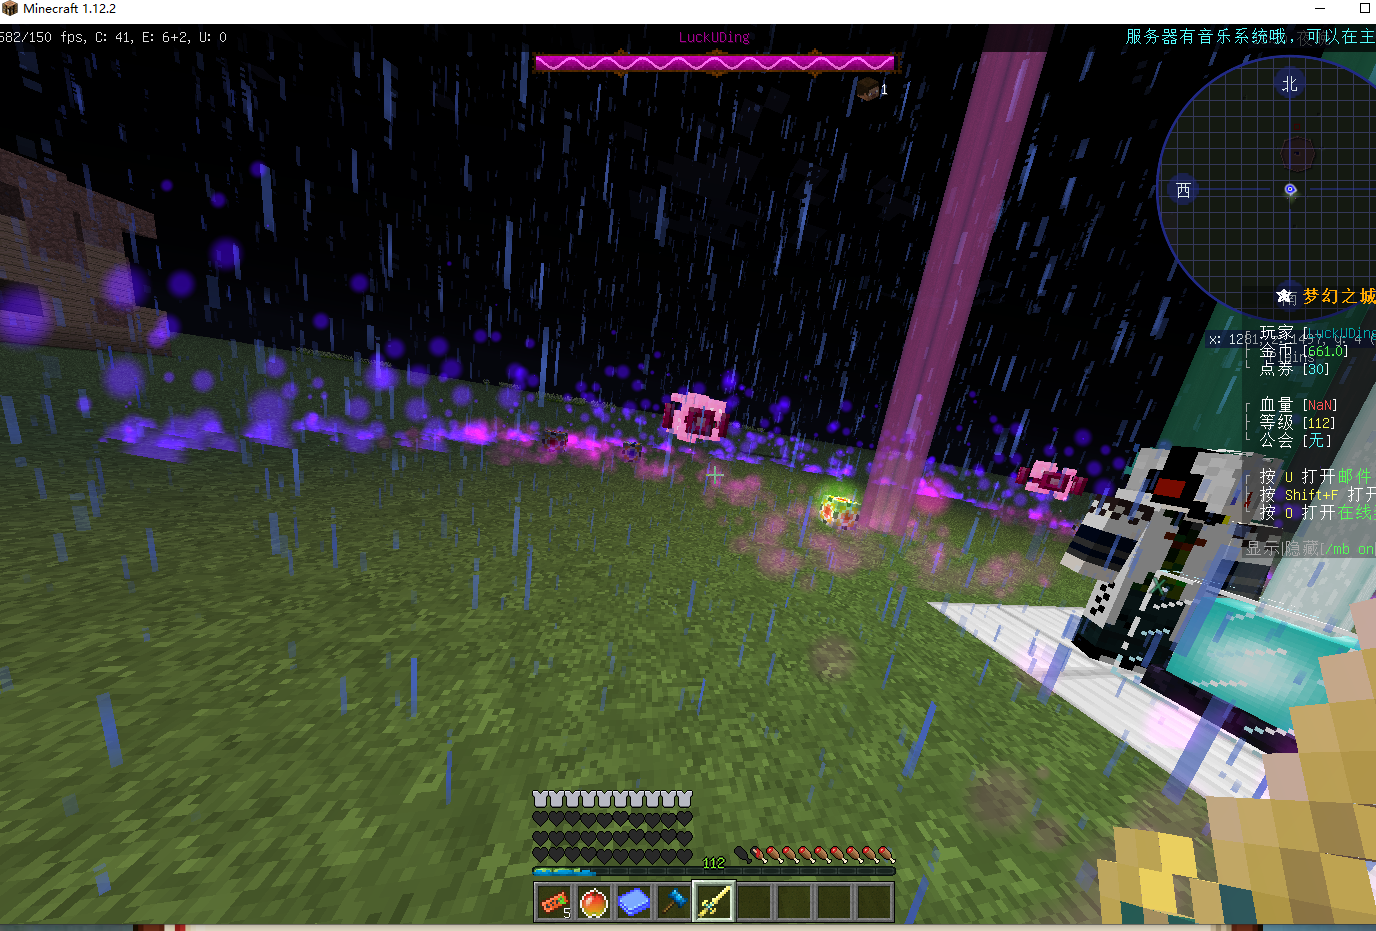 Minecraft 1.12.2
582/150 fps, C: 41, E: 6+2, U: 0
LuckUDing
服务器有音乐系统哦，可以在主
1
北
西
南
梦幻之城
玩家 [LuckUDing
金币 [661.0]
点券 [30]
血量 [NaN]
等级 [112]
公会 [无]
按 U 打开邮件
按 Shift+F 打开
按 O 打开在线
显示|隐藏[/mb on
112
5